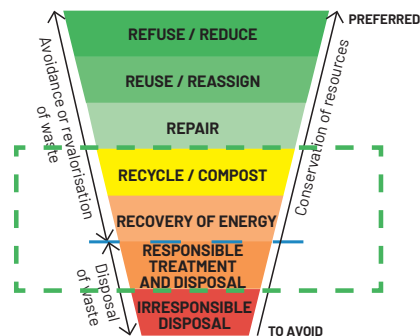 REFUSE / REDUCE
PREFERRED
REUSE / REASSIGN
REPAIR
RECYCLE / COMPOST
RECOVERY OF ENERGY
RESPONSIBLE
TREATMENT
AND DISPOSAL
IRRESPONSIBLE
DISPOSAL
TO AVOID
Avoidance or revalorisation
of waste
Disposal
of waste
Conservation of resources